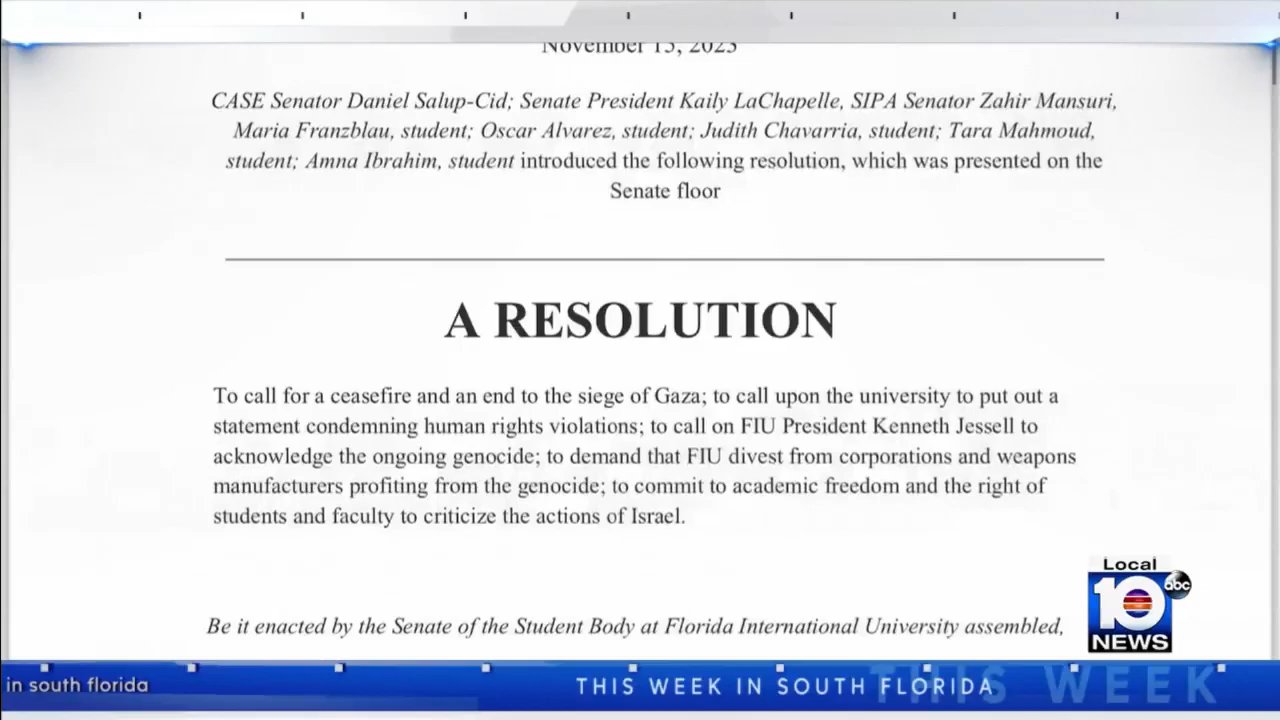 November 15, 2023
CASE Senator Daniel Salup-Cid; Senate President Kaily LaChapelle, SIPA Senator Zahir Mansuri,
Maria Franzblau, student; Oscar Alvarez, student; Judith Chavarria, student; Tara Mahmoud,
student; Amna Ibrahim, student introduced the following resolution, which was presented on the
Senate floor
A RESOLUTION
To call for a ceasefire and an end to the siege of Gaza; to call upon the university to put out a
statement condemning human rights violations; to call on FIU President Kenneth Jessell to
acknowledge the ongoing genocide; to demand that FIU divest from corporations and weapons
manufacturers profiting from the genocide; to commit to academic freedom and the right of
students and faculty to criticize the actions of Israel.
Be it enacted by the Senate of the Student Body at Florida International University assembled,
Local
10
abc
NEWS
in south florida
THIS WEEK IN SOUTH FLORIDA
THIS WEEK